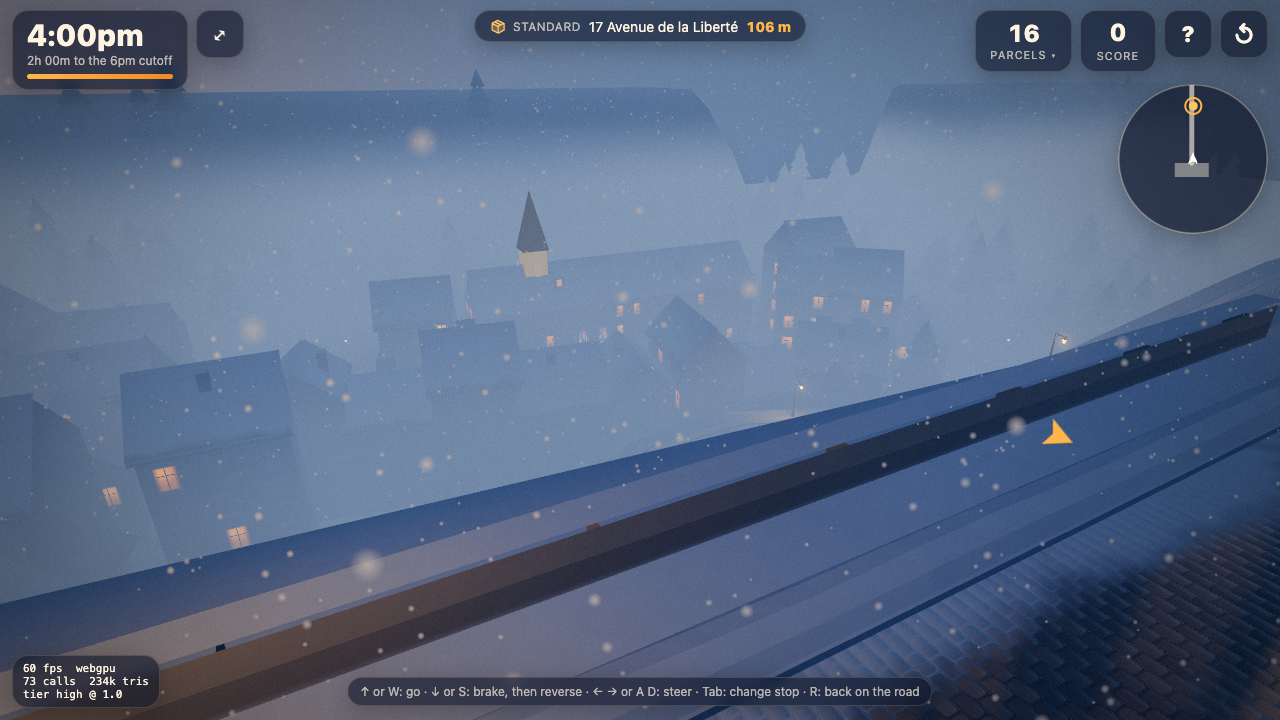 4:00pm
2h 00m to the 6pm cutoff
STANDARD 17 Avenue de la Liberté 106 m
16
PARCELS ▾
0
SCORE
?
60 fps webgpu
73 calls 234k tris
tier high @ 1.0
↑ or W: go · ↓ or S: brake, then reverse · ← → or A D: steer · Tab: change stop · R: back on the road